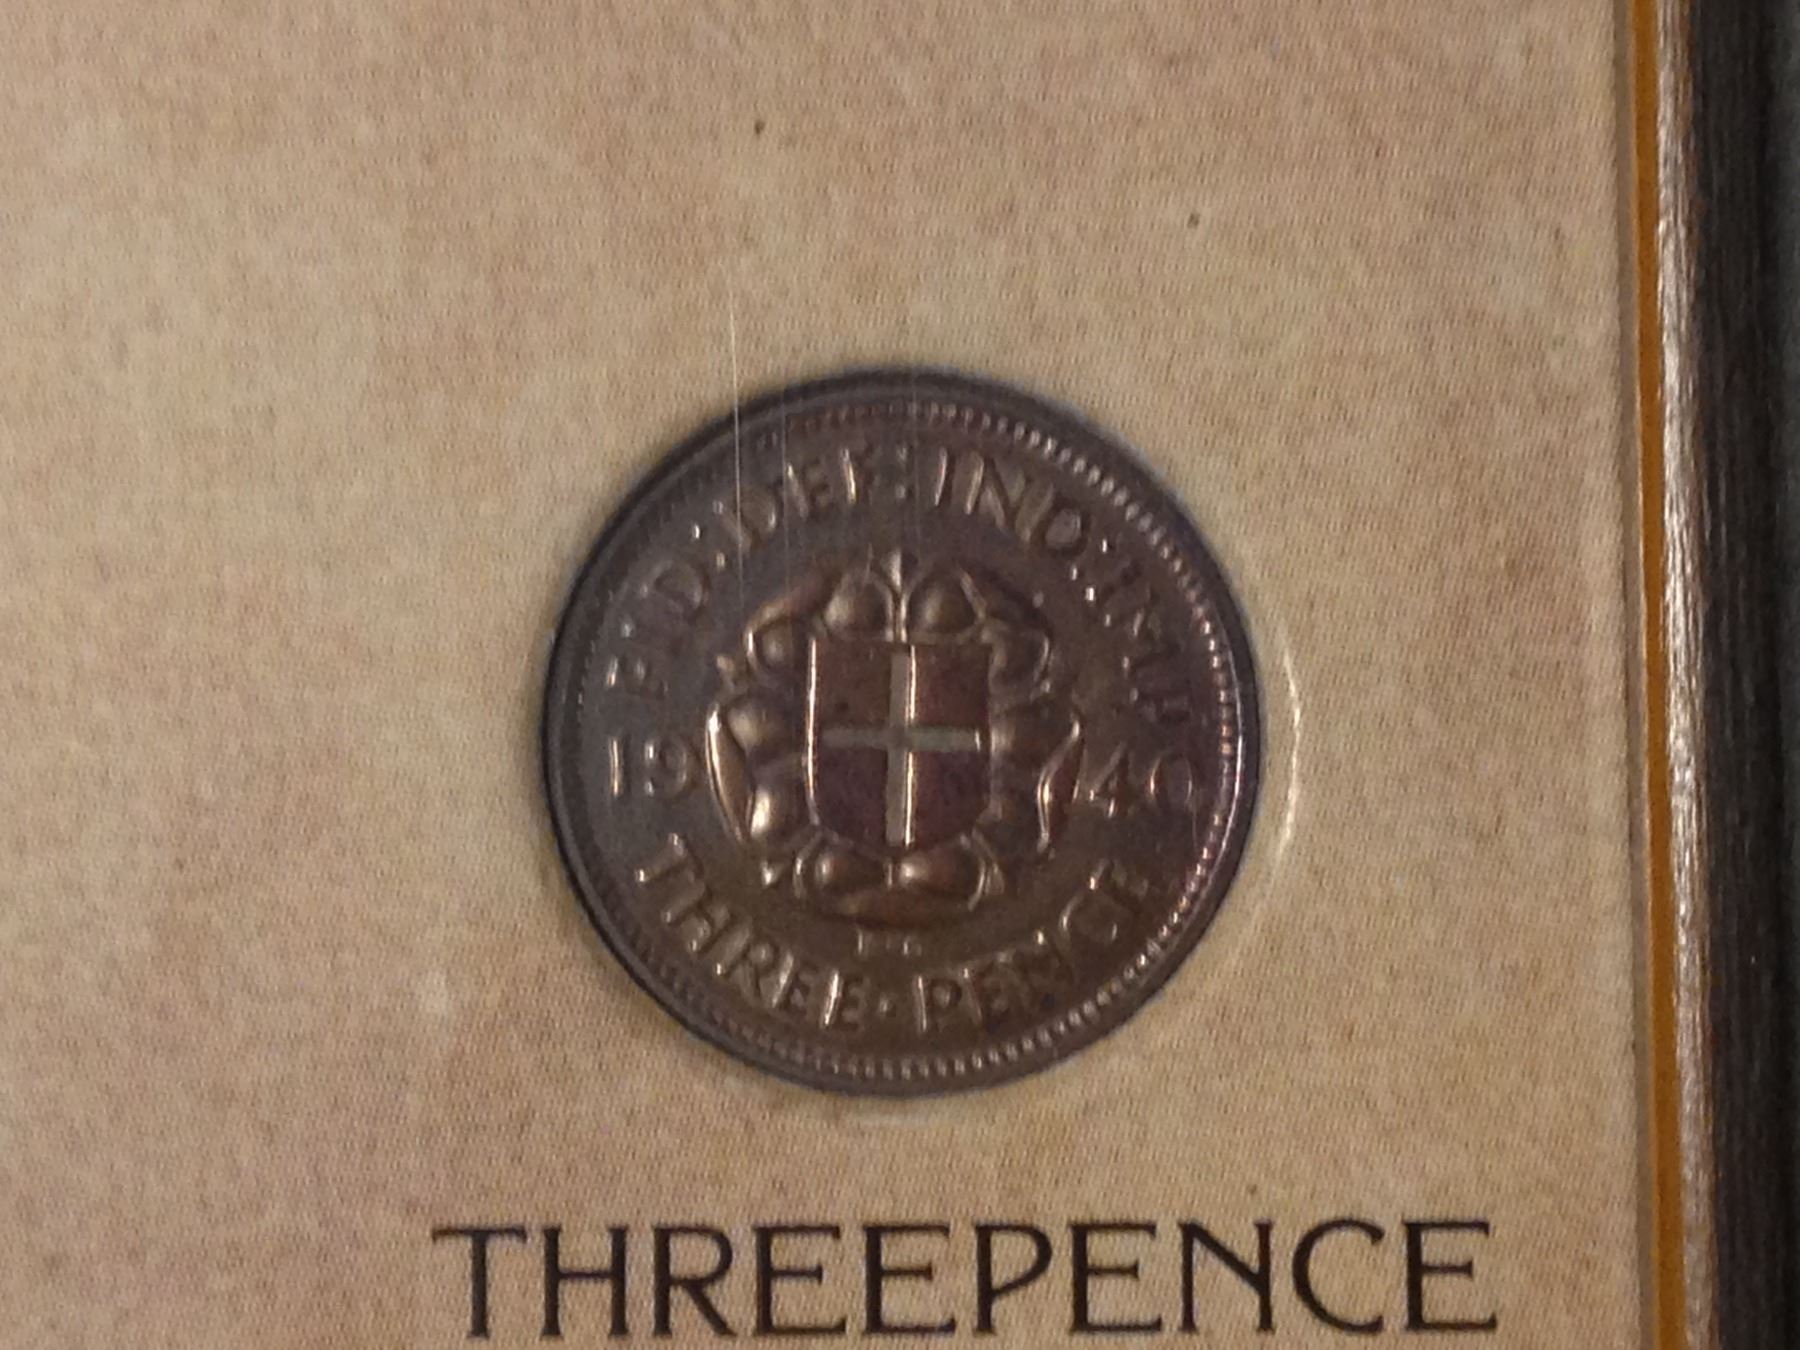 F:D:DEF:IND:IMP
1940
THREE·PENCE
THREEPENCE